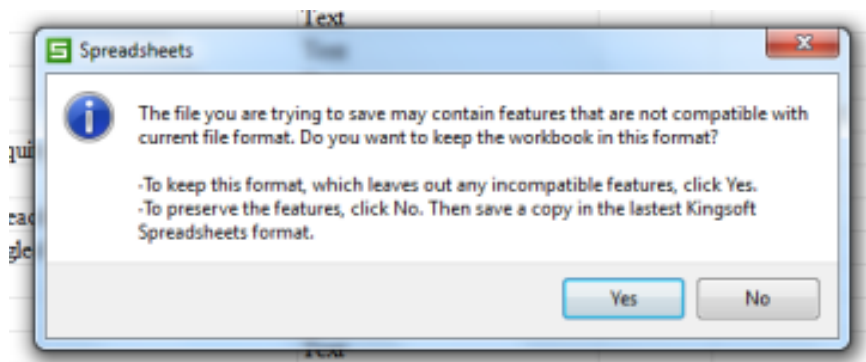 Text
Spreadsheets
The file you are trying to save may contain features that are not compatible with
current file format. Do you want to keep the workbook in this format?
-To keep this format, which leaves out any incompatible features, click Yes.
-To preserve the features, click No. Then save a copy in the lastest Kingsoft
Spreadsheets format.
Yes No
Text